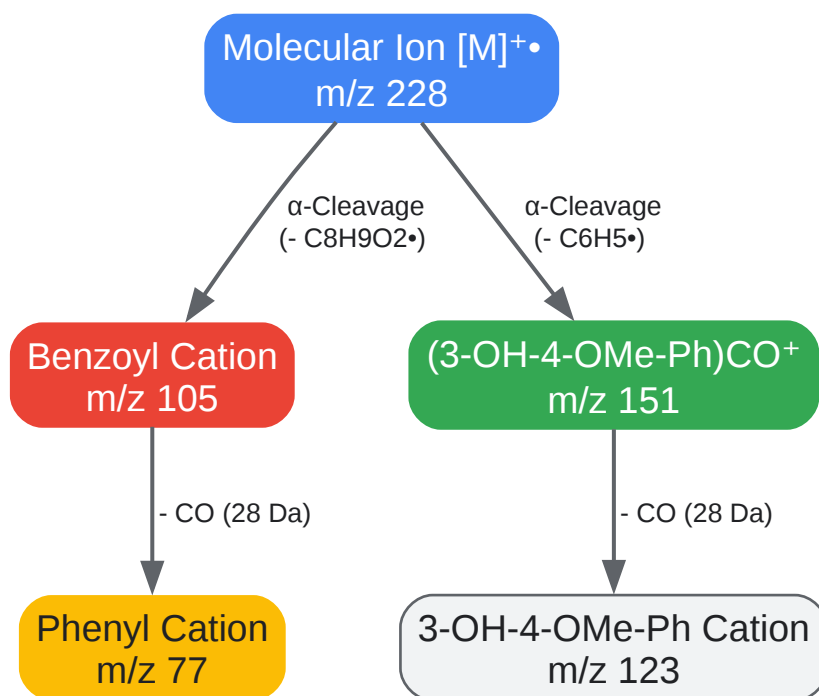 Molecular Ion [M]⁺•
m/z 228
α-Cleavage
(- C8H9O2•)
α-Cleavage
(- C6H5•)
Benzoyl Cation
m/z 105
(3-OH-4-OMe-Ph)CO⁺
m/z 151
- CO (28 Da)
- CO (28 Da)
Phenyl Cation
m/z 77
3-OH-4-OMe-Ph Cation
m/z 123